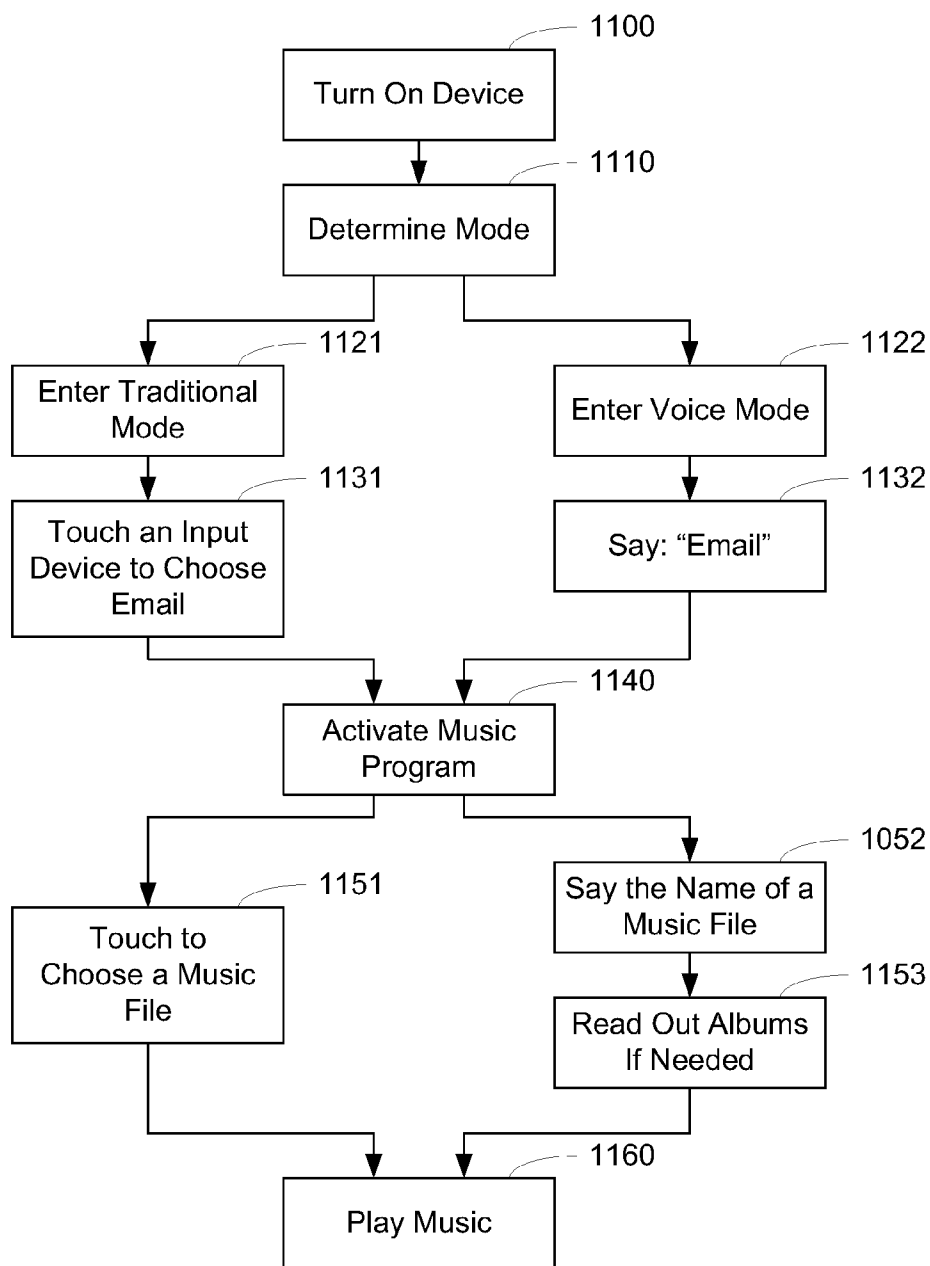 1100
Turn On Device
1110
Determine Mode
1121
Enter Traditional
Mode
1122
Enter Voice Mode
1131
Touch an Input
Device to Choose
Email
1132
Say: “Email”
1140
Activate Music
Program
1151
Touch to
Choose a Music
File
1052
Say the Name of a
Music File
1153
Read Out Albums
If Needed
1160
Play Music